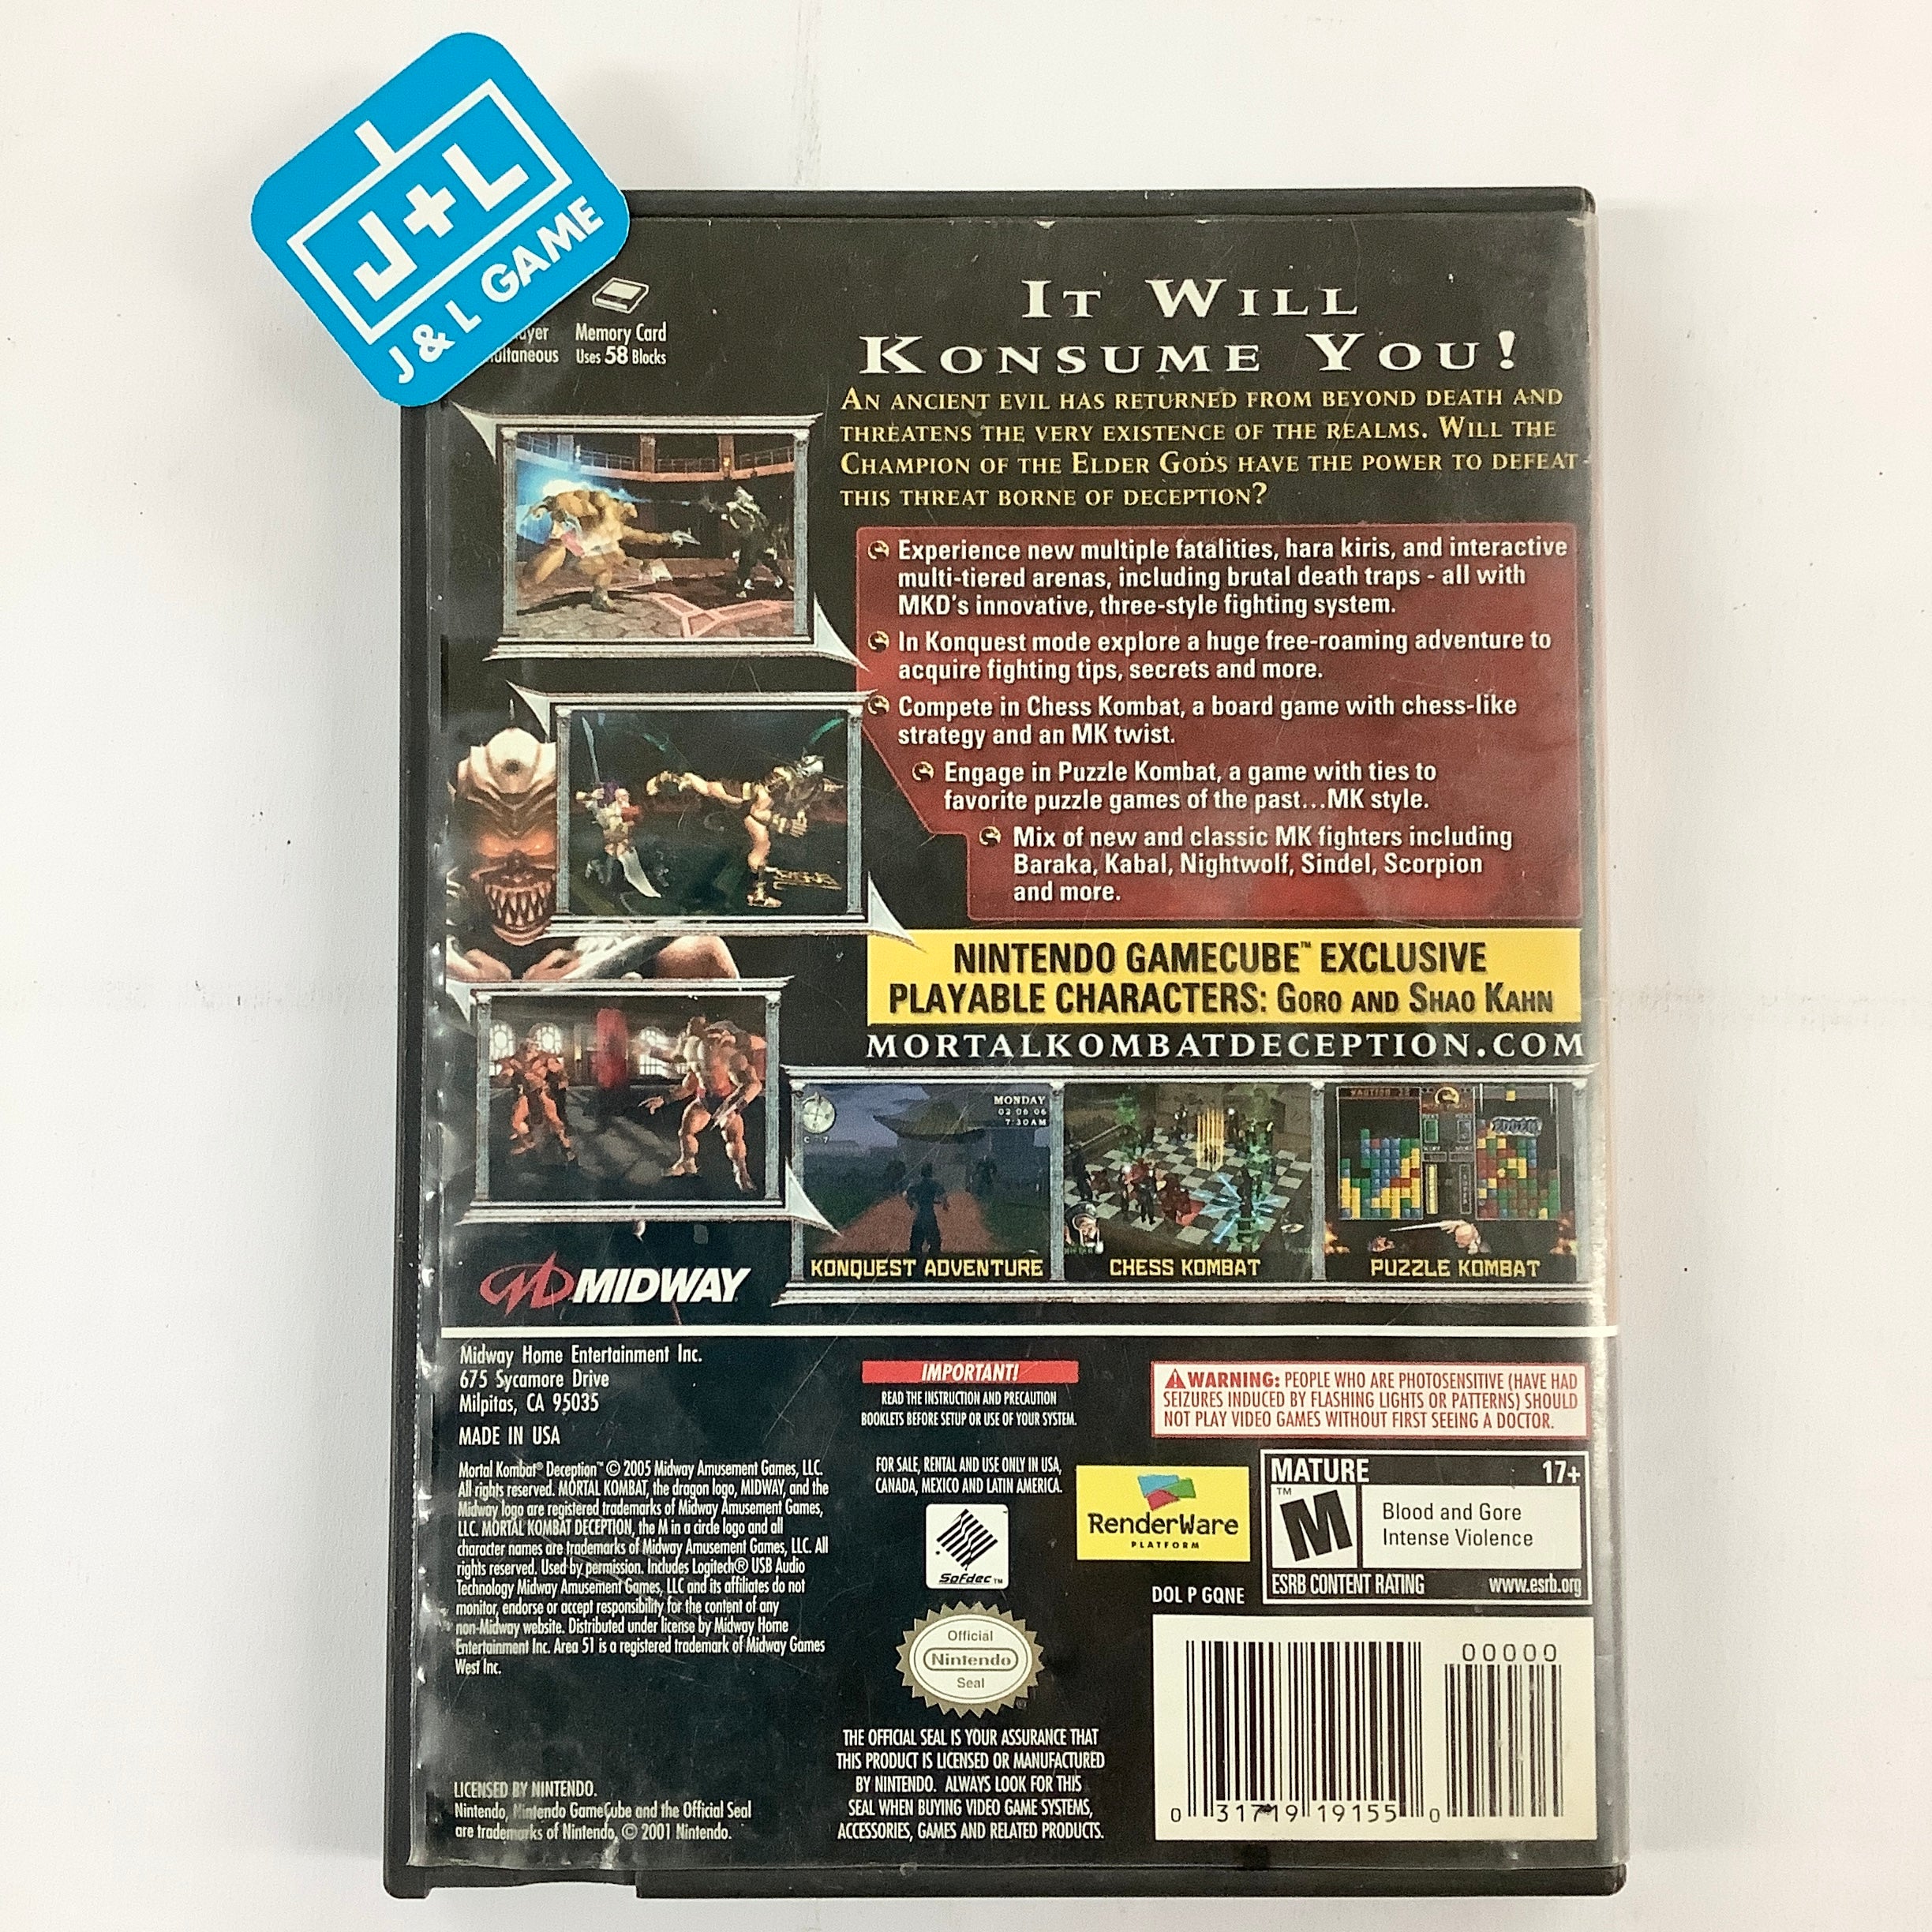 J+L
J & L GAME
Memory Card
Uses 58 Blocks
IT WILL
KONSUME YOU!
AN ANCIENT EVIL HAS RETURNED FROM BEYOND DEATH AND
THREATENS THE VERY EXISTENCE OF THE REALMS. WILL THE
CHAMPION OF THE ELDER GODS HAVE THE POWER TO DEFEAT
THIS THREAT BORNE OF DECEPTION?
Experience new multiple fatalities, hara kiris, and interactive
multi-tiered arenas, including brutal death traps - all with
MKD's innovative, three-style fighting system.
In Konquest mode explore a huge free-roaming adventure to
acquire fighting tips, secrets and more.
Compete in Chess Kombat, a board game with chess-like
strategy and an MK twist.
Engage in Puzzle Kombat, a game with ties to
favorite puzzle games of the past...MK style.
Mix of new and classic MK fighters including
Baraka, Kabal, Nightwolf, Sindel, Scorpion
and more.
NINTENDO GAMECUBE™ EXCLUSIVE
PLAYABLE CHARACTERS: GORO AND SHAO KAHN
MORTALKOMBATDECEPTION.COM
MONDAY
02 06 06
7:30AM
KONQUEST ADVENTURE
CHESS KOMBAT
PUZZLE KOMBAT
MIDWAY
Midway Home Entertainment Inc.
675 Sycamore Drive
Milpitas, CA 95035
MADE IN USA
Mortal Kombat® Deception™ © 2005 Midway Amusement Games, LLC.
All rights reserved. MORTAL KOMBAT, the dragon logo, MIDWAY, and the
Midway logo are registered trademarks of Midway Amusement Games,
LLC. MORTAL KOMBAT DECEPTION, the M in a circle logo and all
character names are trademarks of Midway Amusement Games, LLC. All
rights reserved. Used by permission. Includes Logitech® USB Audio
Technology Midway Amusement Games, LLC and its affiliates do not
monitor, endorse or accept responsibility for the content of any
non-Midway website. Distributed under license by Midway Home
Entertainment Inc. Area 51 is a registered trademark of Midway Games
West Inc.
LICENSED BY NINTENDO.
Nintendo, Nintendo GameCube and the Official Seal
are trademarks of Nintendo, © 2001 Nintendo.
IMPORTANT!
READ THE INSTRUCTION AND PRECAUTION
BOOKLETS BEFORE SETUP OR USE OF YOUR SYSTEM.
FOR SALE, RENTAL AND USE ONLY IN USA,
CANADA, MEXICO AND LATIN AMERICA.
Sofdec™
Official
Nintendo
Seal
THE OFFICIAL SEAL IS YOUR ASSURANCE THAT
THIS PRODUCT IS LICENSED OR MANUFACTURED
BY NINTENDO. ALWAYS LOOK FOR THIS
SEAL WHEN BUYING VIDEO GAME SYSTEMS,
ACCESSORIES, GAMES AND RELATED PRODUCTS.
WARNING: PEOPLE WHO ARE PHOTOSENSITIVE (HAVE HAD
SEIZURES INDUCED BY FLASHING LIGHTS OR PATTERNS) SHOULD
NOT PLAY VIDEO GAMES WITHOUT FIRST SEEING A DOCTOR.
RenderWare
PLATFORM
MATURE 17+
M™
Blood and Gore
Intense Violence
ESRB CONTENT RATING www.esrb.org
DOL P GQNE
00000
0 31719 19155 0